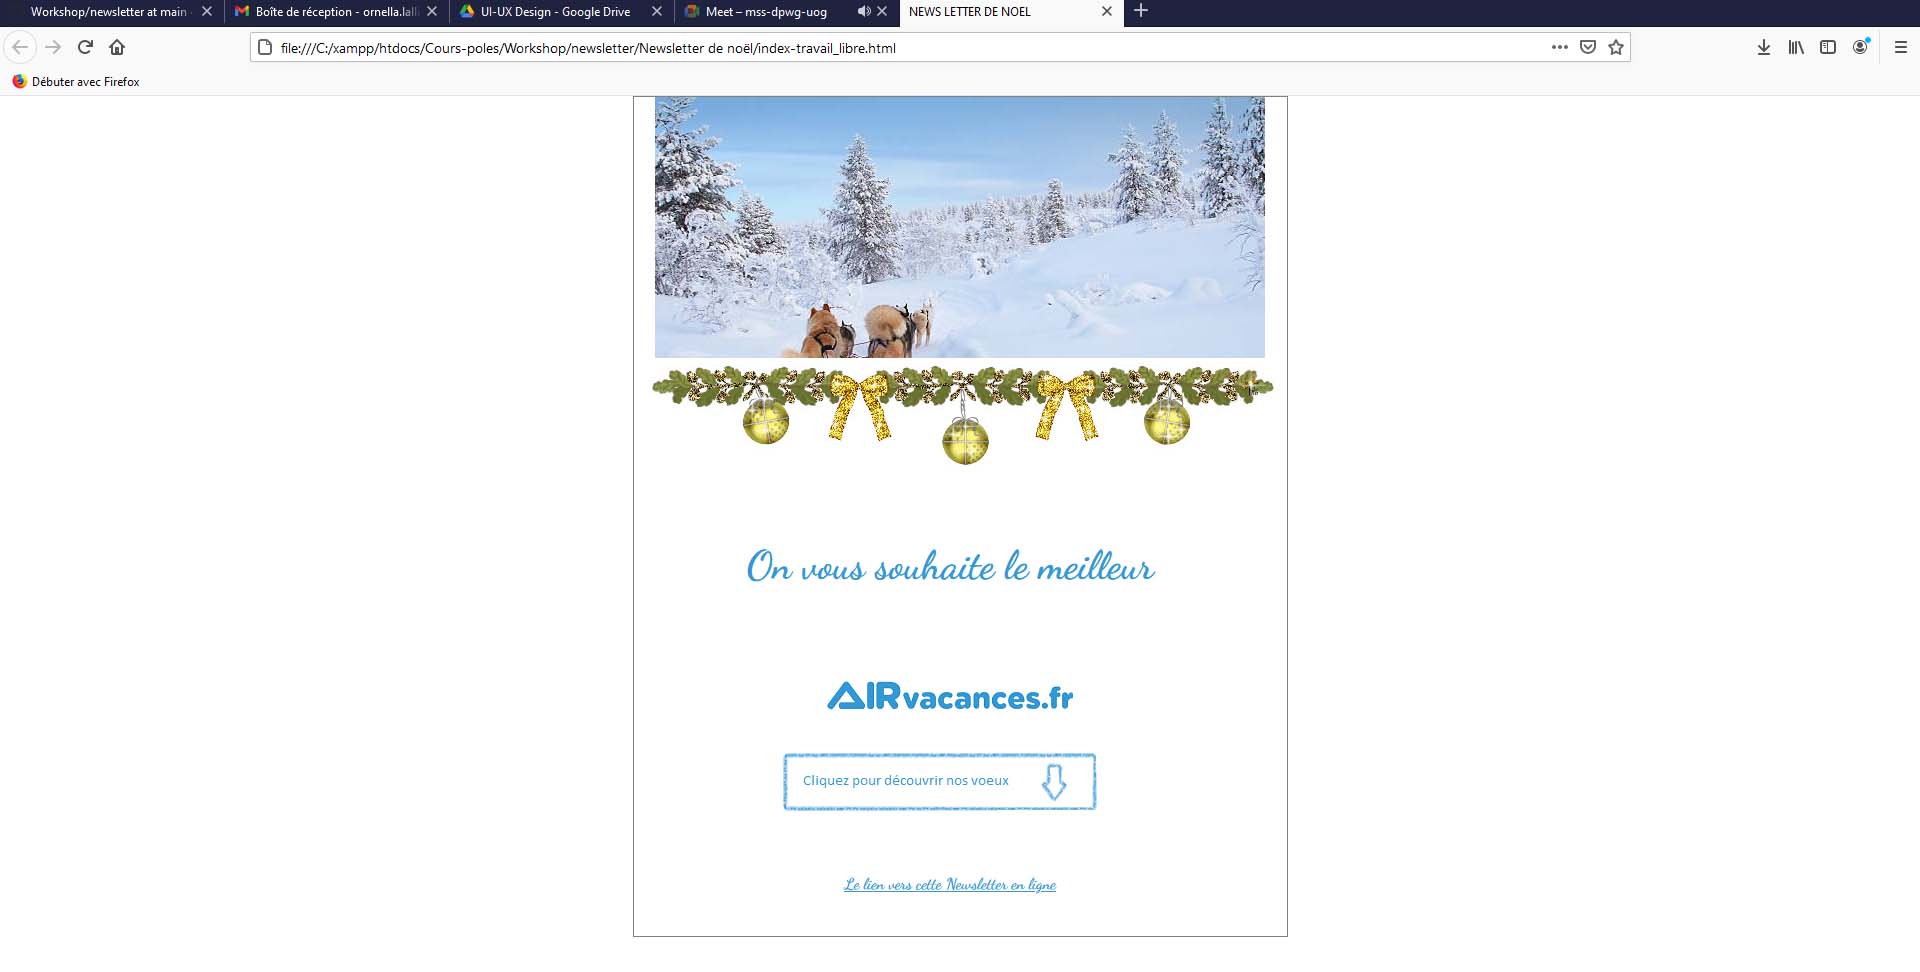 Workshop/newsletter at main
Boîte de réception - ornella.lall
UI-UX Design - Google Drive
Meet – mss-dpwg-uog
NEWS LETTER DE NOEL
file:///C:/xampp/htdocs/Cours-poles/Workshop/newsletter/Newsletter de noël/index-travail_libre.html
Débuter avec Firefox
On vous souhaite le meilleur
AIRvacances.fr
Cliquez pour découvrir nos voeux
Le lien vers cette Newsletter en ligne